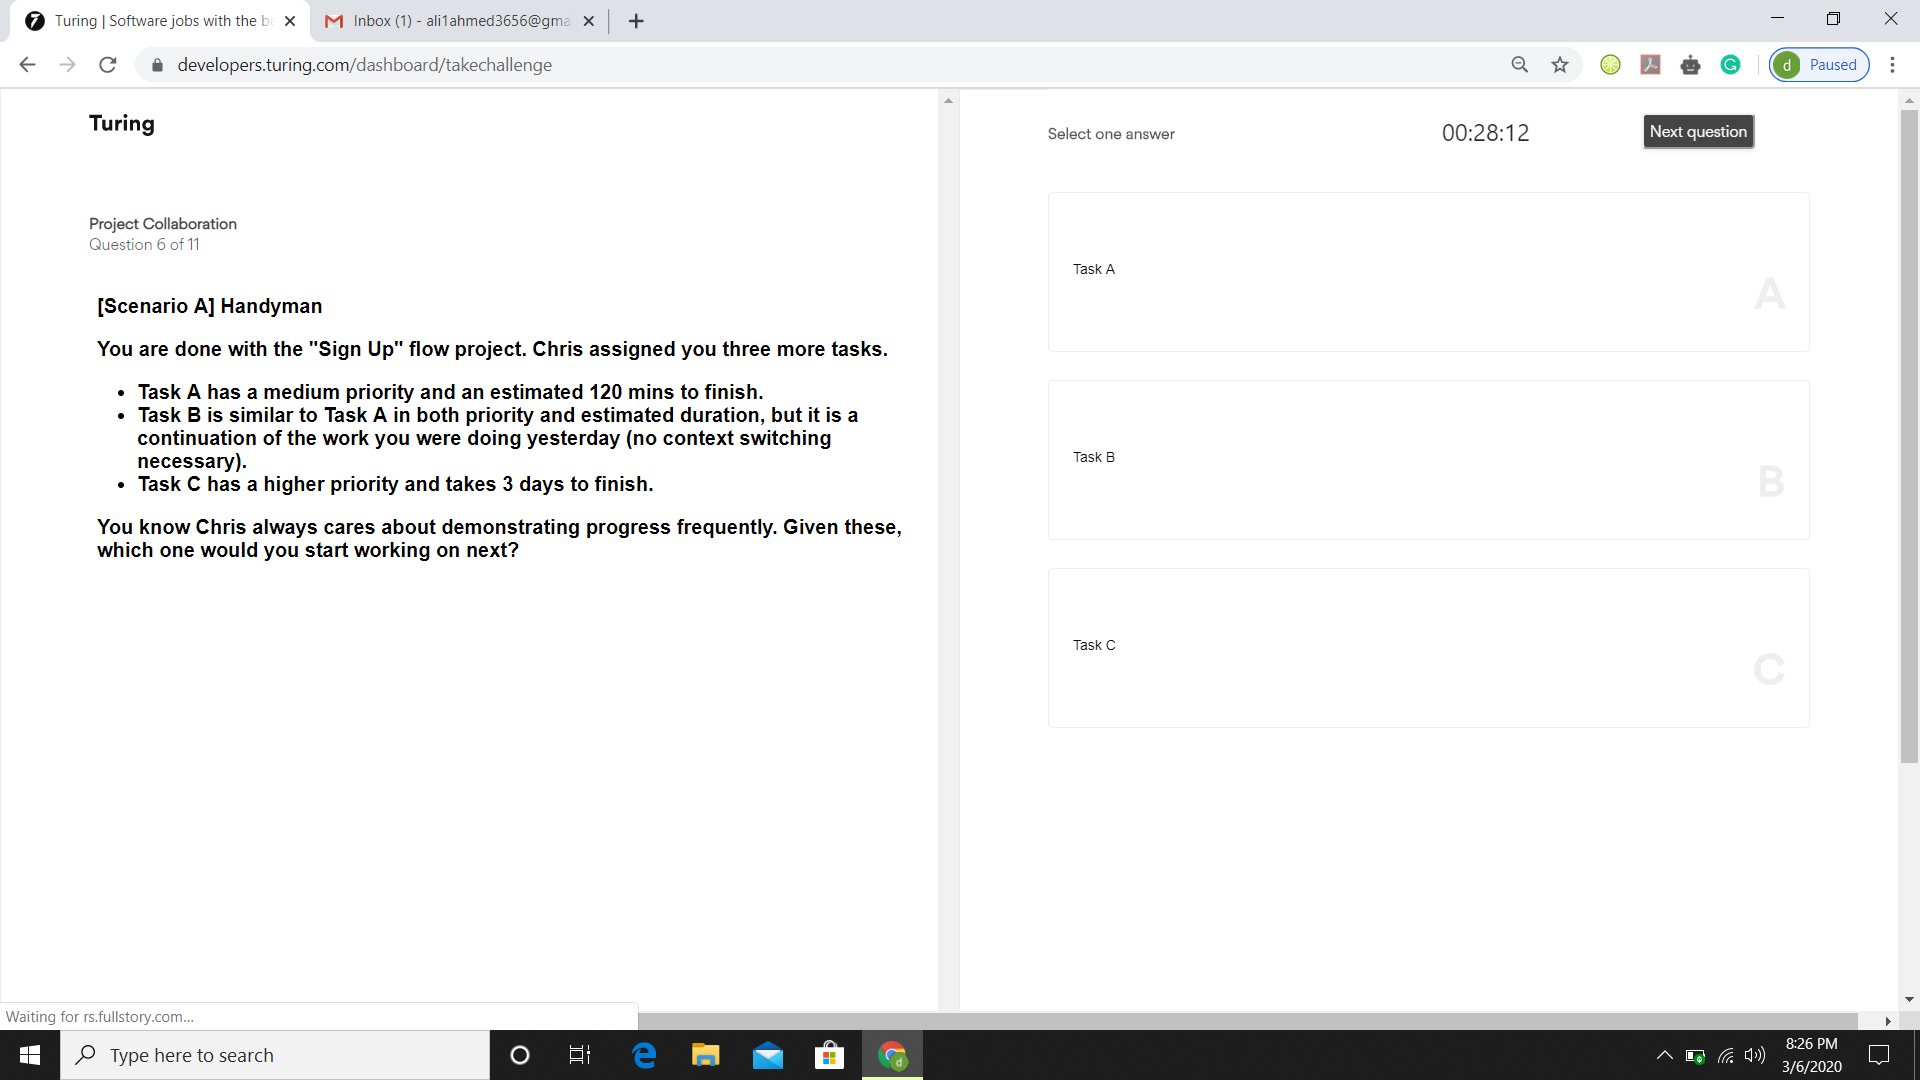 Turing | Software jobs with the b
Inbox (1) - ali1ahmed3656@gma
developers.turing.com/dashboard/takechallenge
d Paused
Turing
Select one answer
00:28:12
Next question
Project Collaboration
Question 6 of 11
[Scenario A] Handyman
You are done with the "Sign Up" flow project. Chris assigned you three more tasks.
• Task A has a medium priority and an estimated 120 mins to finish.
• Task B is similar to Task A in both priority and estimated duration, but it is a
continuation of the work you were doing yesterday (no context switching
necessary).
• Task C has a higher priority and takes 3 days to finish.
You know Chris always cares about demonstrating progress frequently. Given these,
which one would you start working on next?
Task A
A
Task B
B
Task C
C
Waiting for rs.fullstory.com...
Type here to search
d
8:26 PM
3/6/2020